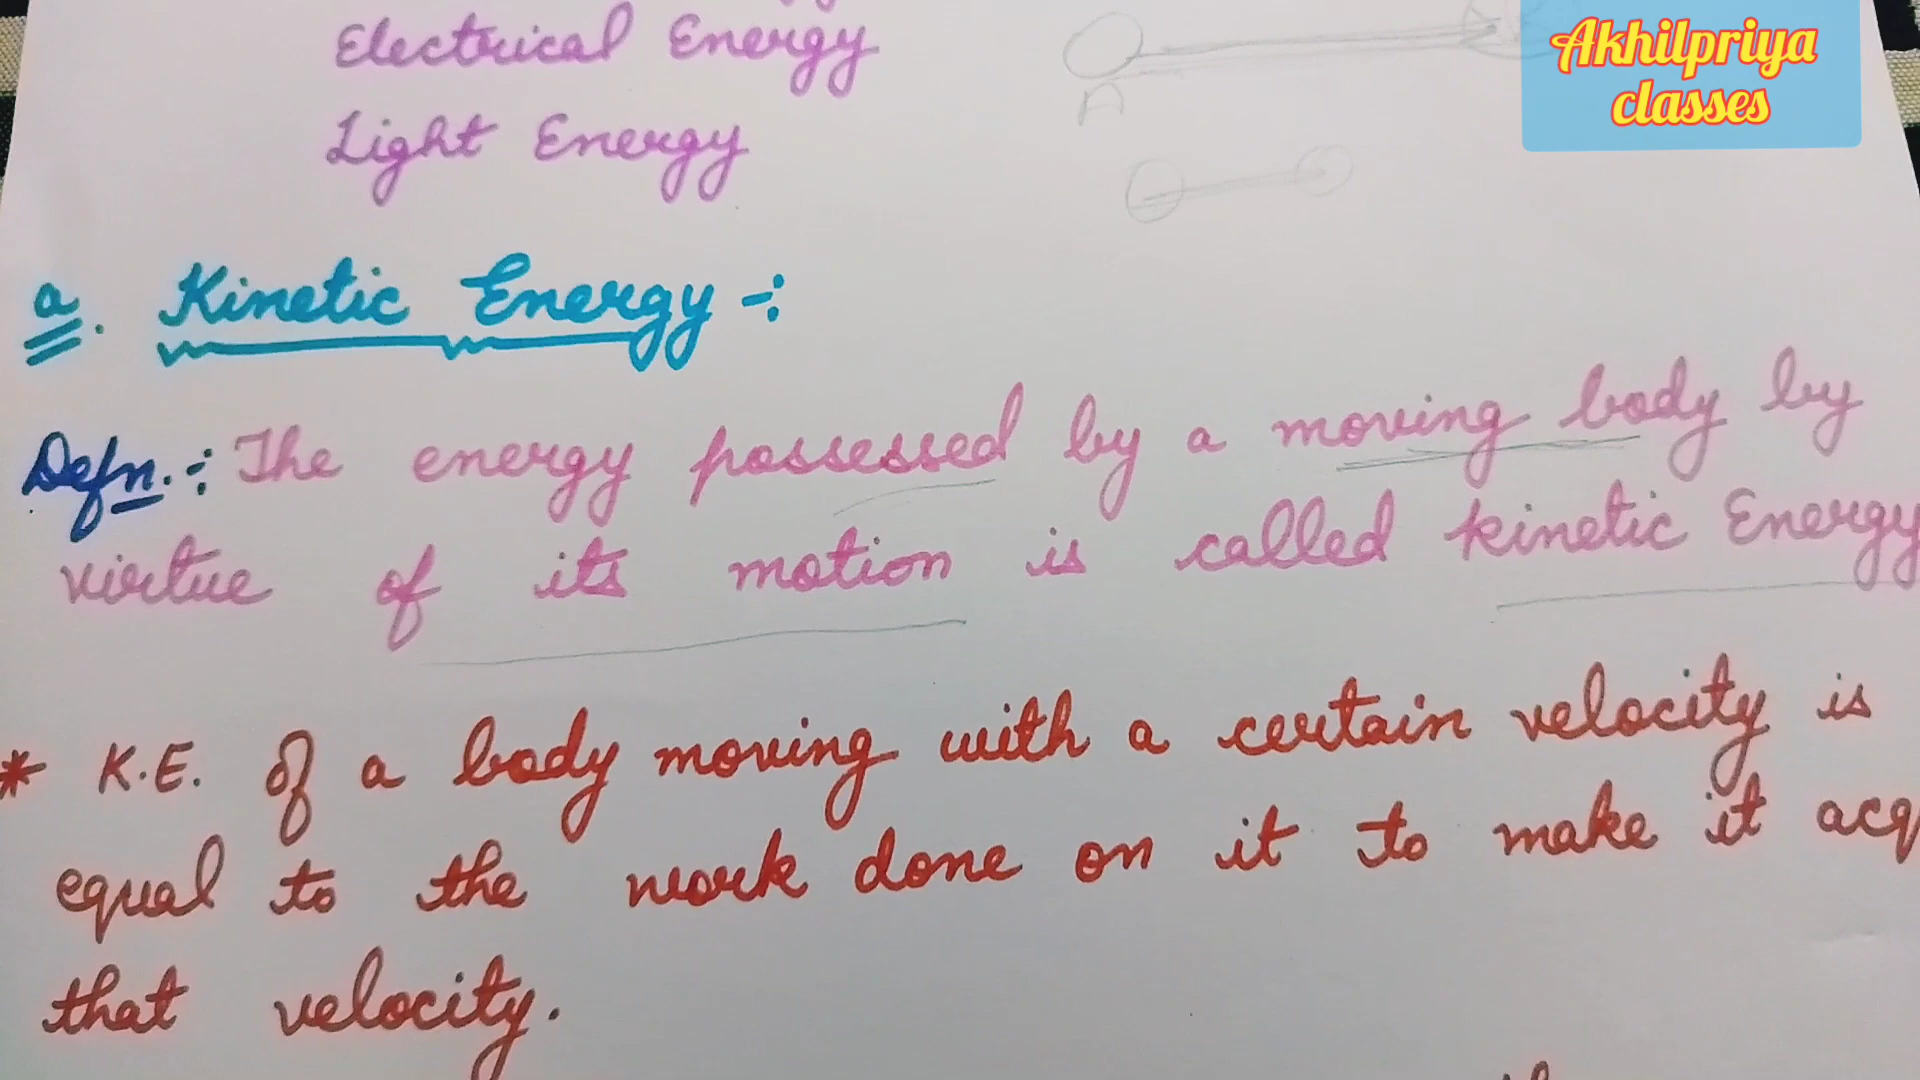 Electrical Energy
Light Energy
Akhilpriya
classes
a. Kinetic Energy -:
Defn. -: The energy possessed by a moving body by
virtue of its motion is called kinetic Energy
* K.E. of a body moving with a certain velocity is
equal to the work done on it to make it acq
that velocity.